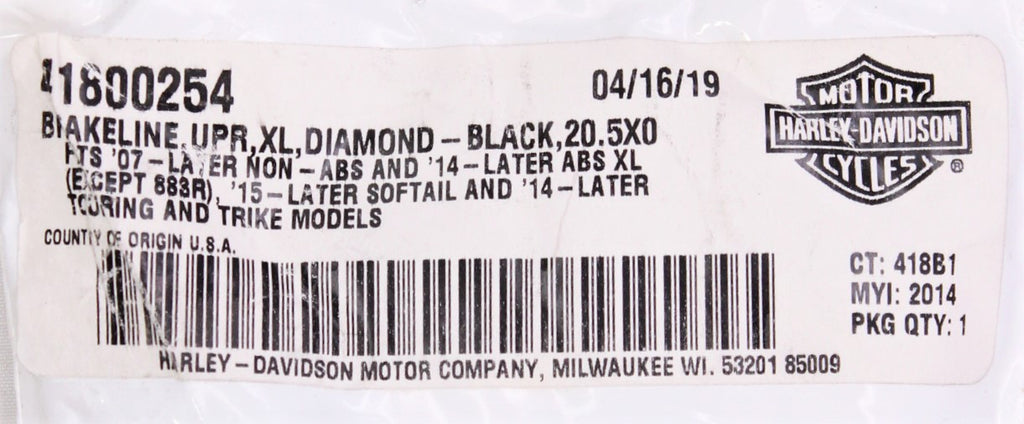 41800254
04/16/19
BRAKELINE,UPR,XL,DIAMOND-BLACK,20.5X0
FITS '07-LATER NON-ABS AND '14-LATER ABS XL
(EXCEPT 883R), '15-LATER SOFTAIL AND '14-LATER
TOURING AND TRIKE MODELS
COUNTRY OF ORIGIN U.S.A.
MOTOR
HARLEY-DAVIDSON
CYCLES
®
CT: 418B1
MYI: 2014
PKG QTY: 1
HARLEY-DAVIDSON MOTOR COMPANY, MILWAUKEE WI. 53201 85009